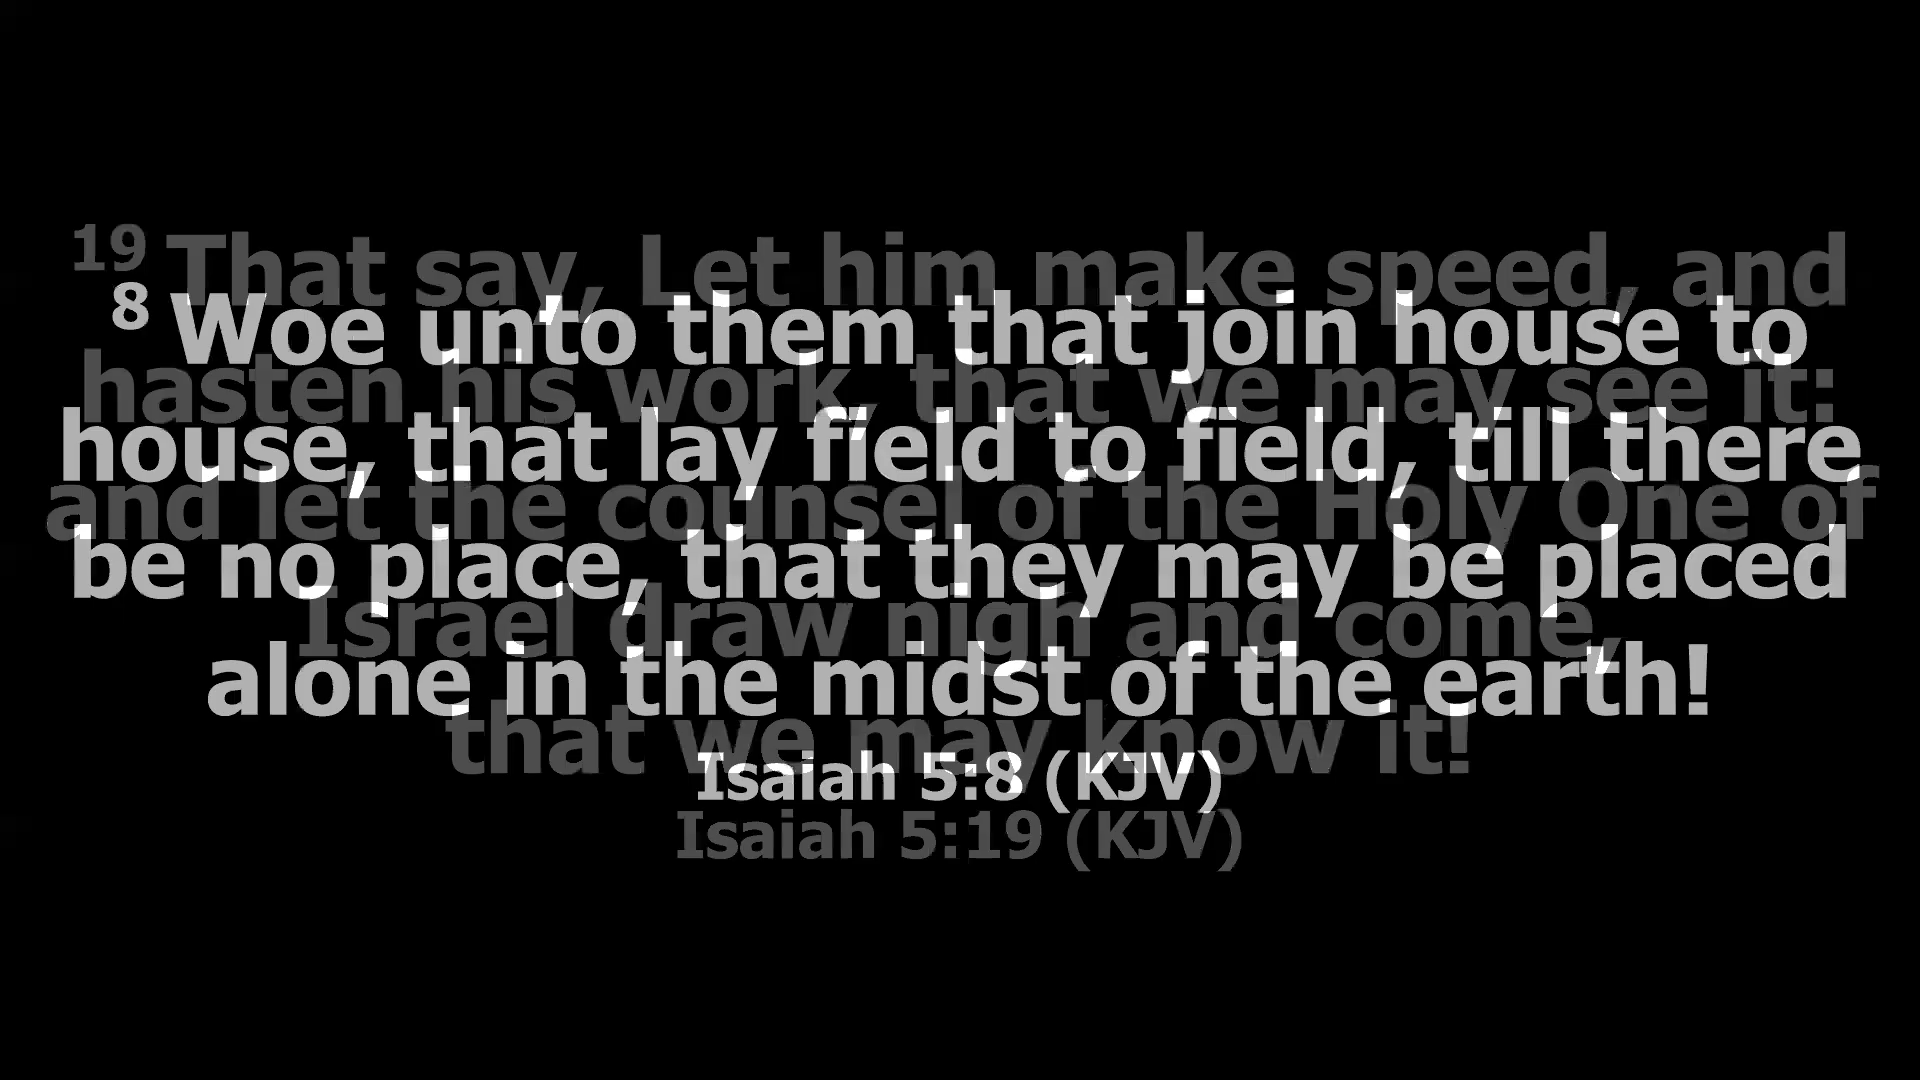 19 That say, Let him make speed, and
hasten his work, that we may see it:
and let the counsel of the Holy One of
Israel draw nigh and come,
that we may know it!
Isaiah 5:19 (KJV)
8 Woe unto them that join house to
house, that lay field to field, till there
be no place, that they may be placed
alone in the midst of the earth!
Isaiah 5:8 (KJV)